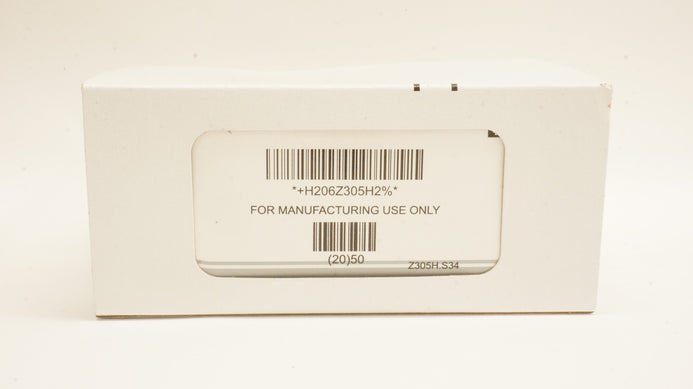 *+H206Z305H2%*
FOR MANUFACTURING USE ONLY
(20)50
Z305H.S34